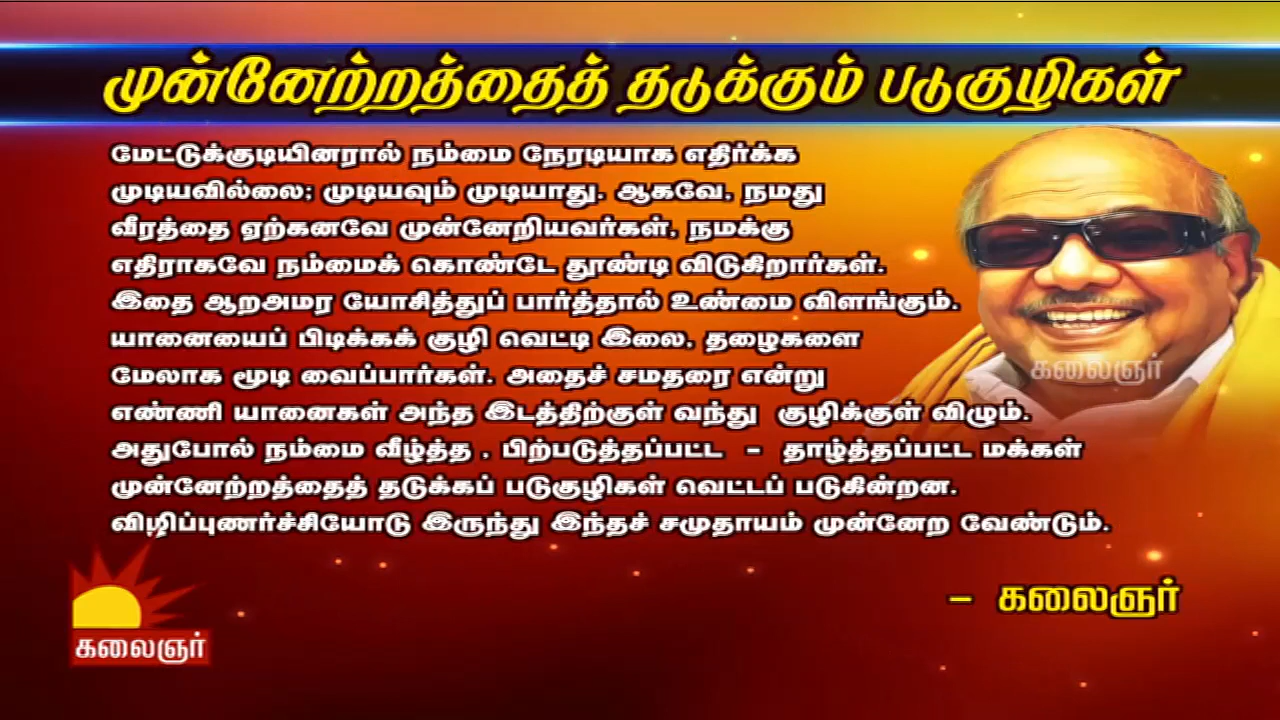 முன்னேற்றத்தைத் தடுக்கும் படுகுழிகள்
மேட்டுக்குடியினரால் நம்மை நேரடியாக எதிர்க்க
முடியவில்லை; முடியவும் முடியாது. ஆகவே, நமது
வீரத்தை ஏற்கனவே முன்னேறியவர்கள், நமக்கு
எதிராகவே நம்மைக் கொண்டே தூண்டி விடுகிறார்கள்.
இதை ஆறஅமர யோசித்துப் பார்த்தால் உண்மை விளங்கும்.
யானையைப் பிடிக்கக் குழி வெட்டி இலை, தழைகளை
மேலாக மூடி வைப்பார்கள். அதைச் சமதரை என்று
எண்ணி யானைகள் அந்த இடத்திற்குள் வந்து குழிக்குள் விழும்.
அதுபோல் நம்மை வீழ்த்த , பிற்படுத்தப்பட்ட - தாழ்த்தப்பட்ட மக்கள்
முன்னேற்றத்தைத் தடுக்கப் படுகுழிகள் வெட்டப் படுகின்றன.
விழிப்புணர்ச்சியோடு இருந்து இந்தச் சமுதாயம் முன்னேற வேண்டும்.
- கலைஞர்
கலைஞர்
கலைஞர்